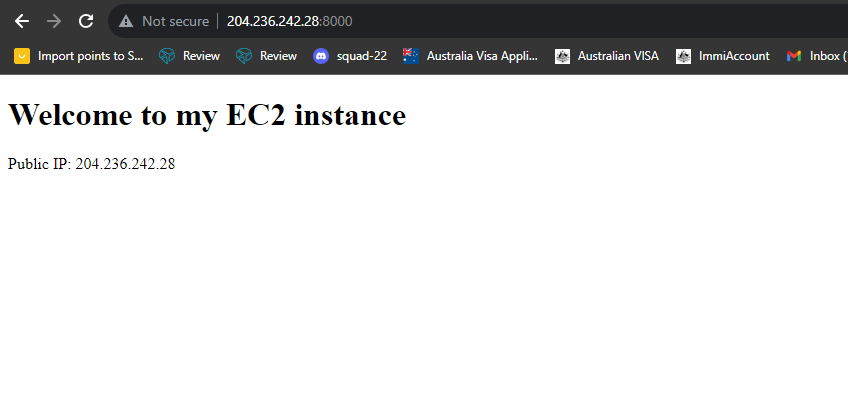 Not secure 204.236.242.28:8000
Import points to S... Review Review squad-22 Australia Visa Appli... Australian VISA ImmiAccount Inbox (
Welcome to my EC2 instance
Public IP: 204.236.242.28